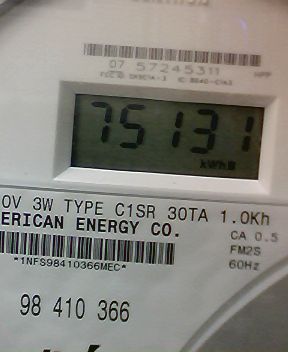 07 57245311
75131
kWh
0V 3W TYPE C1SR 30TA 1.0Kh
ERICAN ENERGY CO.
CA 0.5
FM2S
60Hz
*1NFS98410366MEC*
98 410 366